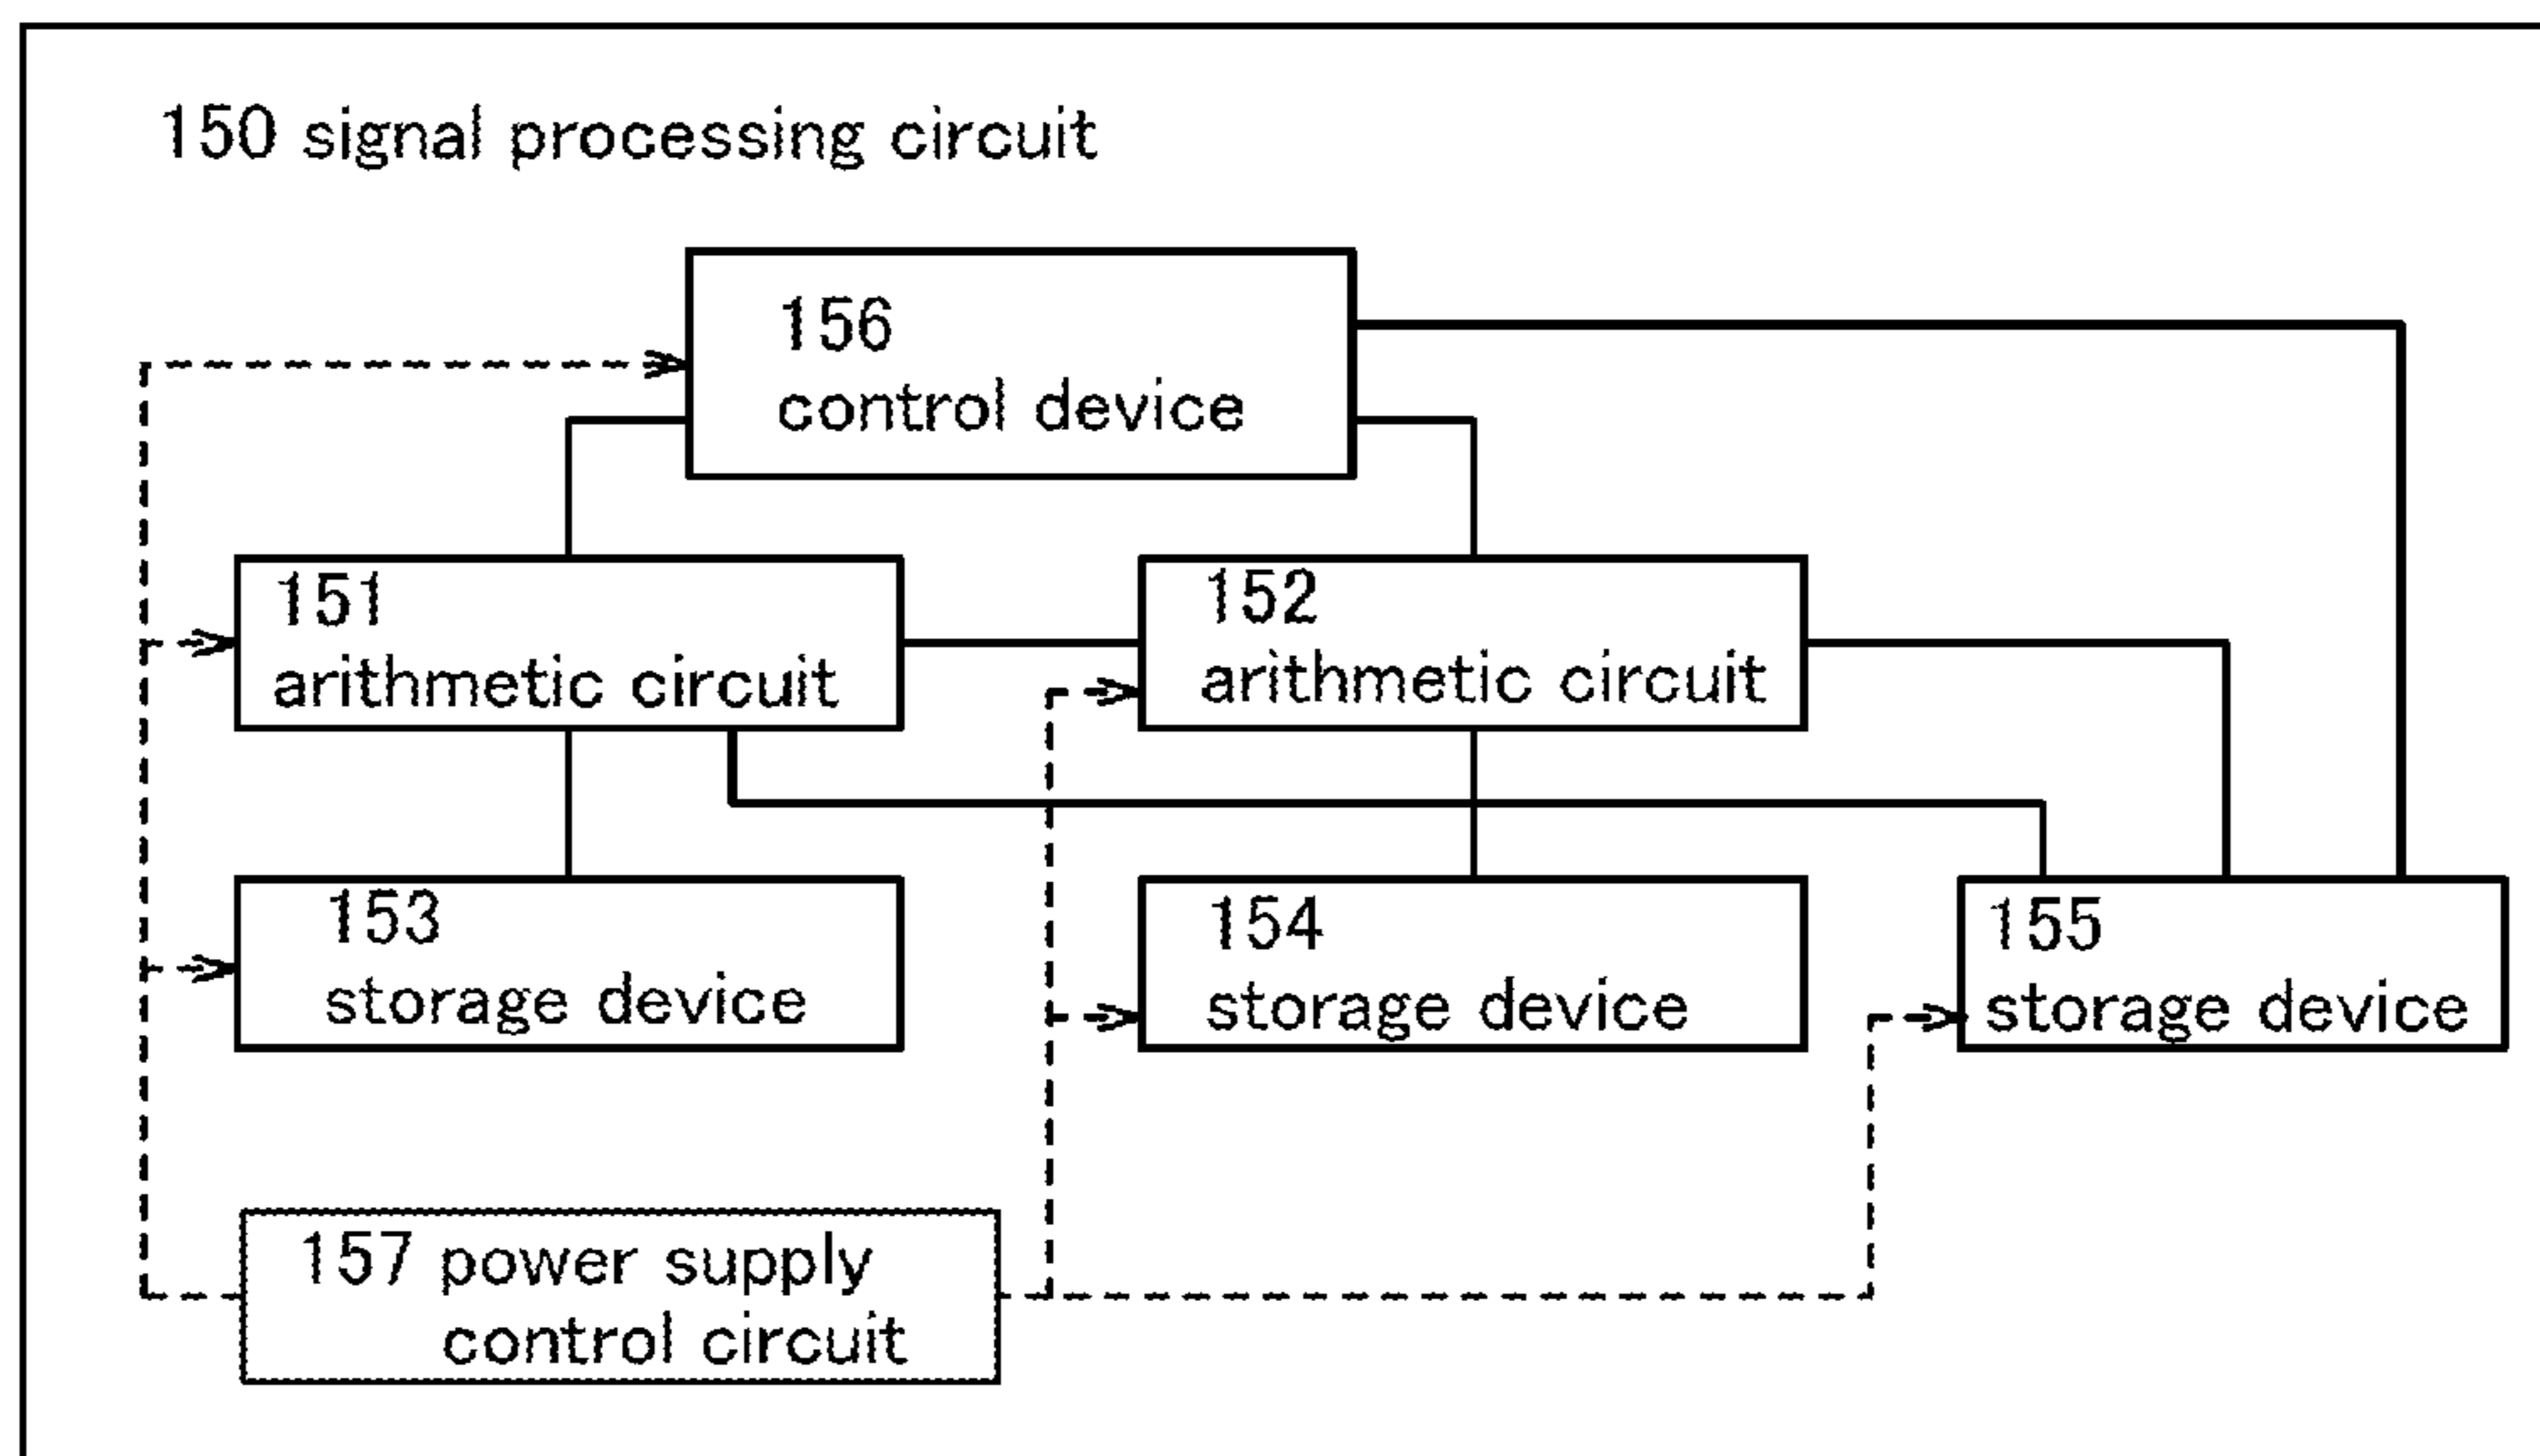 150 signal processing circuit
156
control device
151
arithmetic circuit
152
arithmetic circuit
153
storage device
154
storage device
155
storage device
157 power supply
control circuit